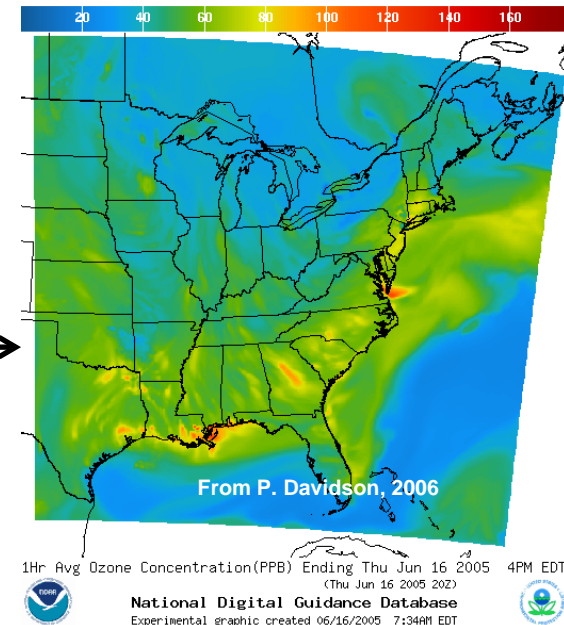 20 40 60 80 100 120 140 160
From P. Davidson, 2006
1Hr Avg Ozone Concentration(PPB) Ending Thu Jun 16 2005 4PM EDT
(Thu Jun 16 2005 20Z)
National Digital Guidance Database
Experimental graphic created 06/16/2005 7:34AM EDT
NOAA